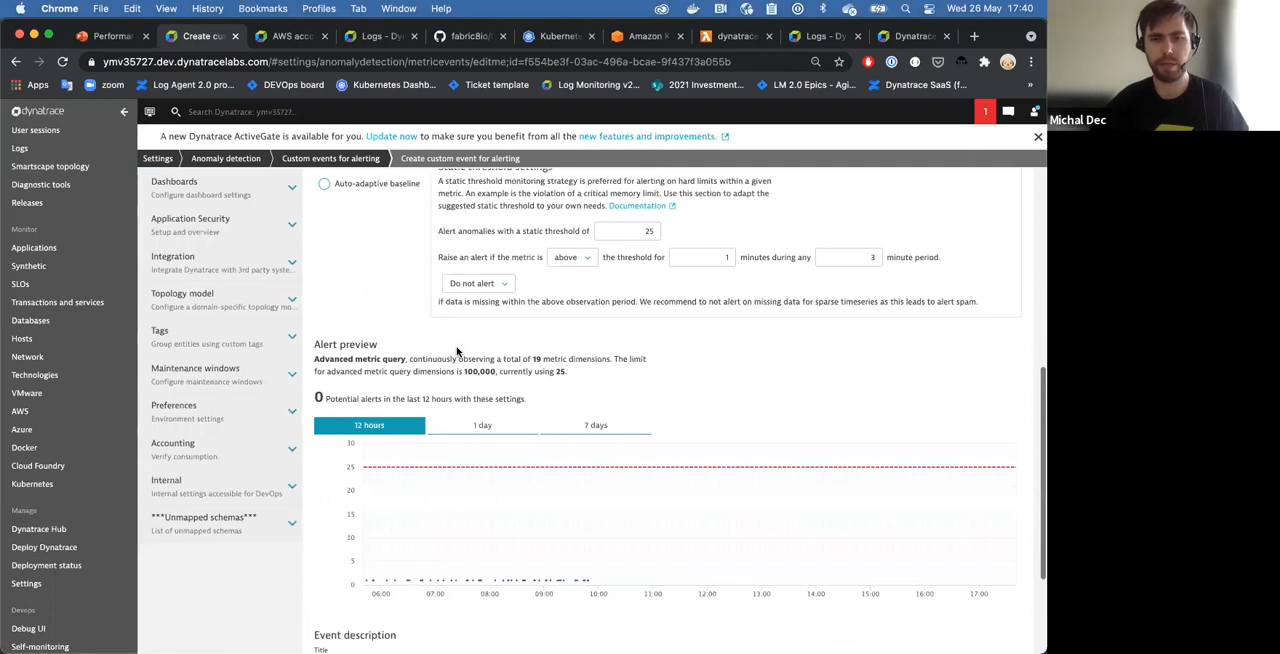 Chrome File Edit View History Bookmarks Profiles Tab Window Help Wed 26 May 17:40
Performar Create cus AWS acco Logs - Dy fabric8io/ Kubernete Amazon K dynatrace Logs - Dy Dynatrace
ymv35727.dev.dynatracelabs.com/#settings/anomalydetection/metricevents/editme;id=f554be3f-03ac-496a-bcae-9f437f3a055b
Apps Log Agent 2.0 pro... DEVOps board Kubernetes Dashb... zoom Ticket template Log Monitoring v2... 2021 Investment... LM 2.0 Epics - Agi... Dynatrace SaaS (f... »
Michal Dec
dynatrace
Search Dynatrace: ymv35727...
1
A new Dynatrace ActiveGate is available for you. Update now to make sure you benefit from all the new features and improvements.
Settings Anomaly detection Custom events for alerting Create custom event for alerting
User sessions
Logs
Smartscape topology
Diagnostic tools
Releases
Monitor
Applications
Synthetic
SLOs
Transactions and services
Databases
Hosts
Network
Technologies
VMware
AWS
Azure
Docker
Cloud Foundry
Kubernetes
Manage
Dynatrace Hub
Deploy Dynatrace
Deployment status
Settings
Devops
Debug UI
Self-monitoring
Dashboards
Configure dashboard settings
Application Security
Setup and overview
Integration
Integrate Dynatrace with 3rd party syste...
Topology model
Configure a domain-specific topology mo...
Tags
Group entities using custom tags
Maintenance windows
Configure maintenance windows
Preferences
Environment settings
Accounting
Verify consumption
Internal
Internal settings accessible for DevOps
***Unmapped schemas***
List of unmapped schemas
Auto-adaptive baseline
Static threshold settings
A static threshold monitoring strategy is preferred for alerting on hard limits within a given
metric. An example is the violation of a critical memory limit. Use this section to adapt the
suggested static threshold to your own needs. Documentation
Alert anomalies with a static threshold of 25
Raise an alert if the metric is above the threshold for 1 minutes during any 3 minute period.
Do not alert
if data is missing within the above observation period. We recommend to not alert on missing data for sparse timeseries as this leads to alert spam.
Alert preview
Advanced metric query, continuously observing a total of 19 metric dimensions. The limit
for advanced metric query dimensions is 100,000, currently using 25.
0 Potential alerts in the last 12 hours with these settings.
12 hours 1 day 7 days
30
25
20
15
10
5
0
06:00 07:00 08:00 09:00 10:00 11:00 12:00 13:00 14:00 15:00 16:00 17:00
Event description
Title